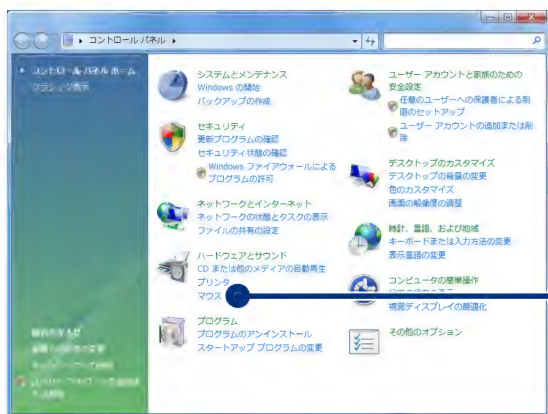 コントロール パネル
コントロール パネル ホーム
クラシック表示
システムとメンテナンス
Windows の開始
バックアップの作成
セキュリティ
更新プログラムの確認
セキュリティ状態の確認
Windows ファイアウォールによる
プログラムの許可
ネットワークとインターネット
ネットワークの状態とタスクの表示
ファイルの共有の設定
ハードウェアとサウンド
CD または他のメディアの自動再生
プリンタ
マウス
プログラム
プログラムのアンインストール
スタートアップ プログラムの変更
ユーザー アカウントと家族のための
安全設定
任意のユーザーへの保護者による制
限のセットアップ
ユーザー アカウントの追加または削
除
デスクトップのカスタマイズ
デスクトップの背景の変更
色のカスタマイズ
画面の解像度の調整
時計、言語、および地域
キーボードまたは入力方法の変更
表示言語の変更
コンピュータの簡単操作
視覚ディスプレイの最適化
その他のオプション